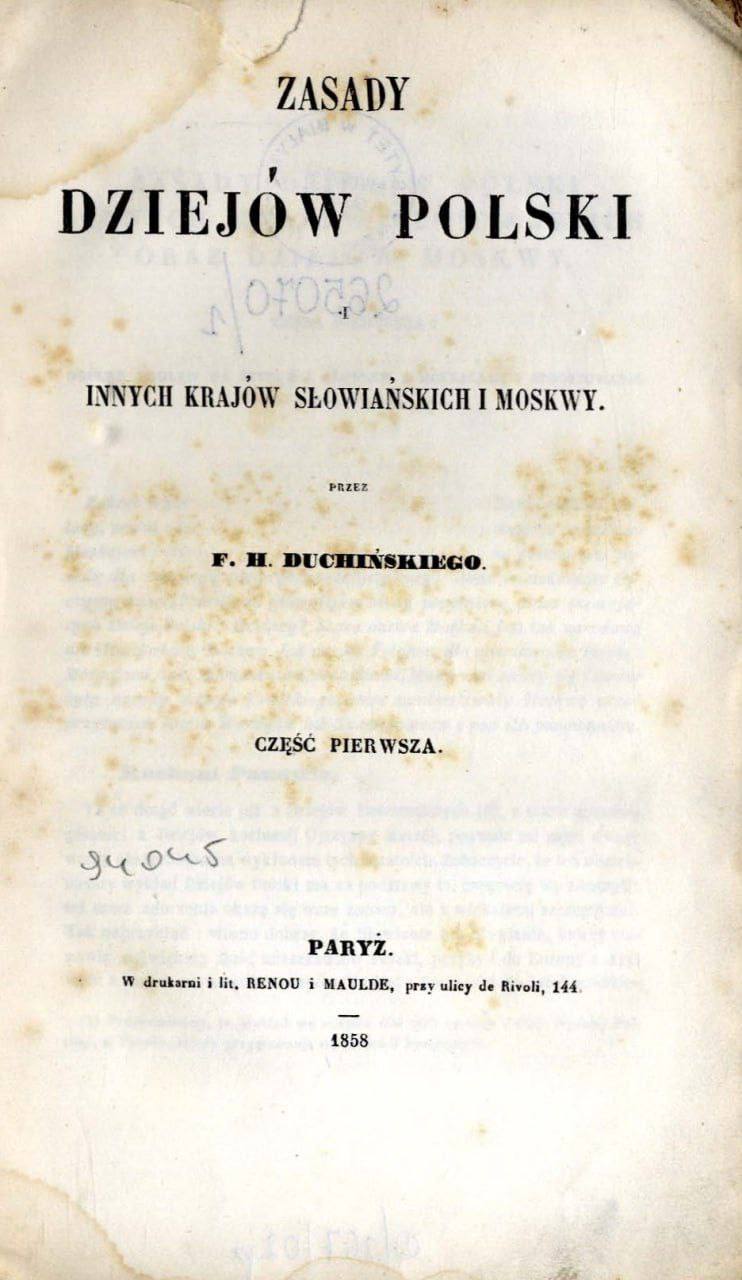 ZASADY
DZIEJÓW POLSKI
I
INNYCH KRAJÓW SŁOWIAŃSKICH I MOSKWY.
PRZEZ
F. H. DUCHIŃSKIEGO.
CZĘŚĆ PIERWSZA.
PARYŻ.
W drukarni i lit. RENOU i MAULDE, przy ulicy de Rivoli, 144.
1858